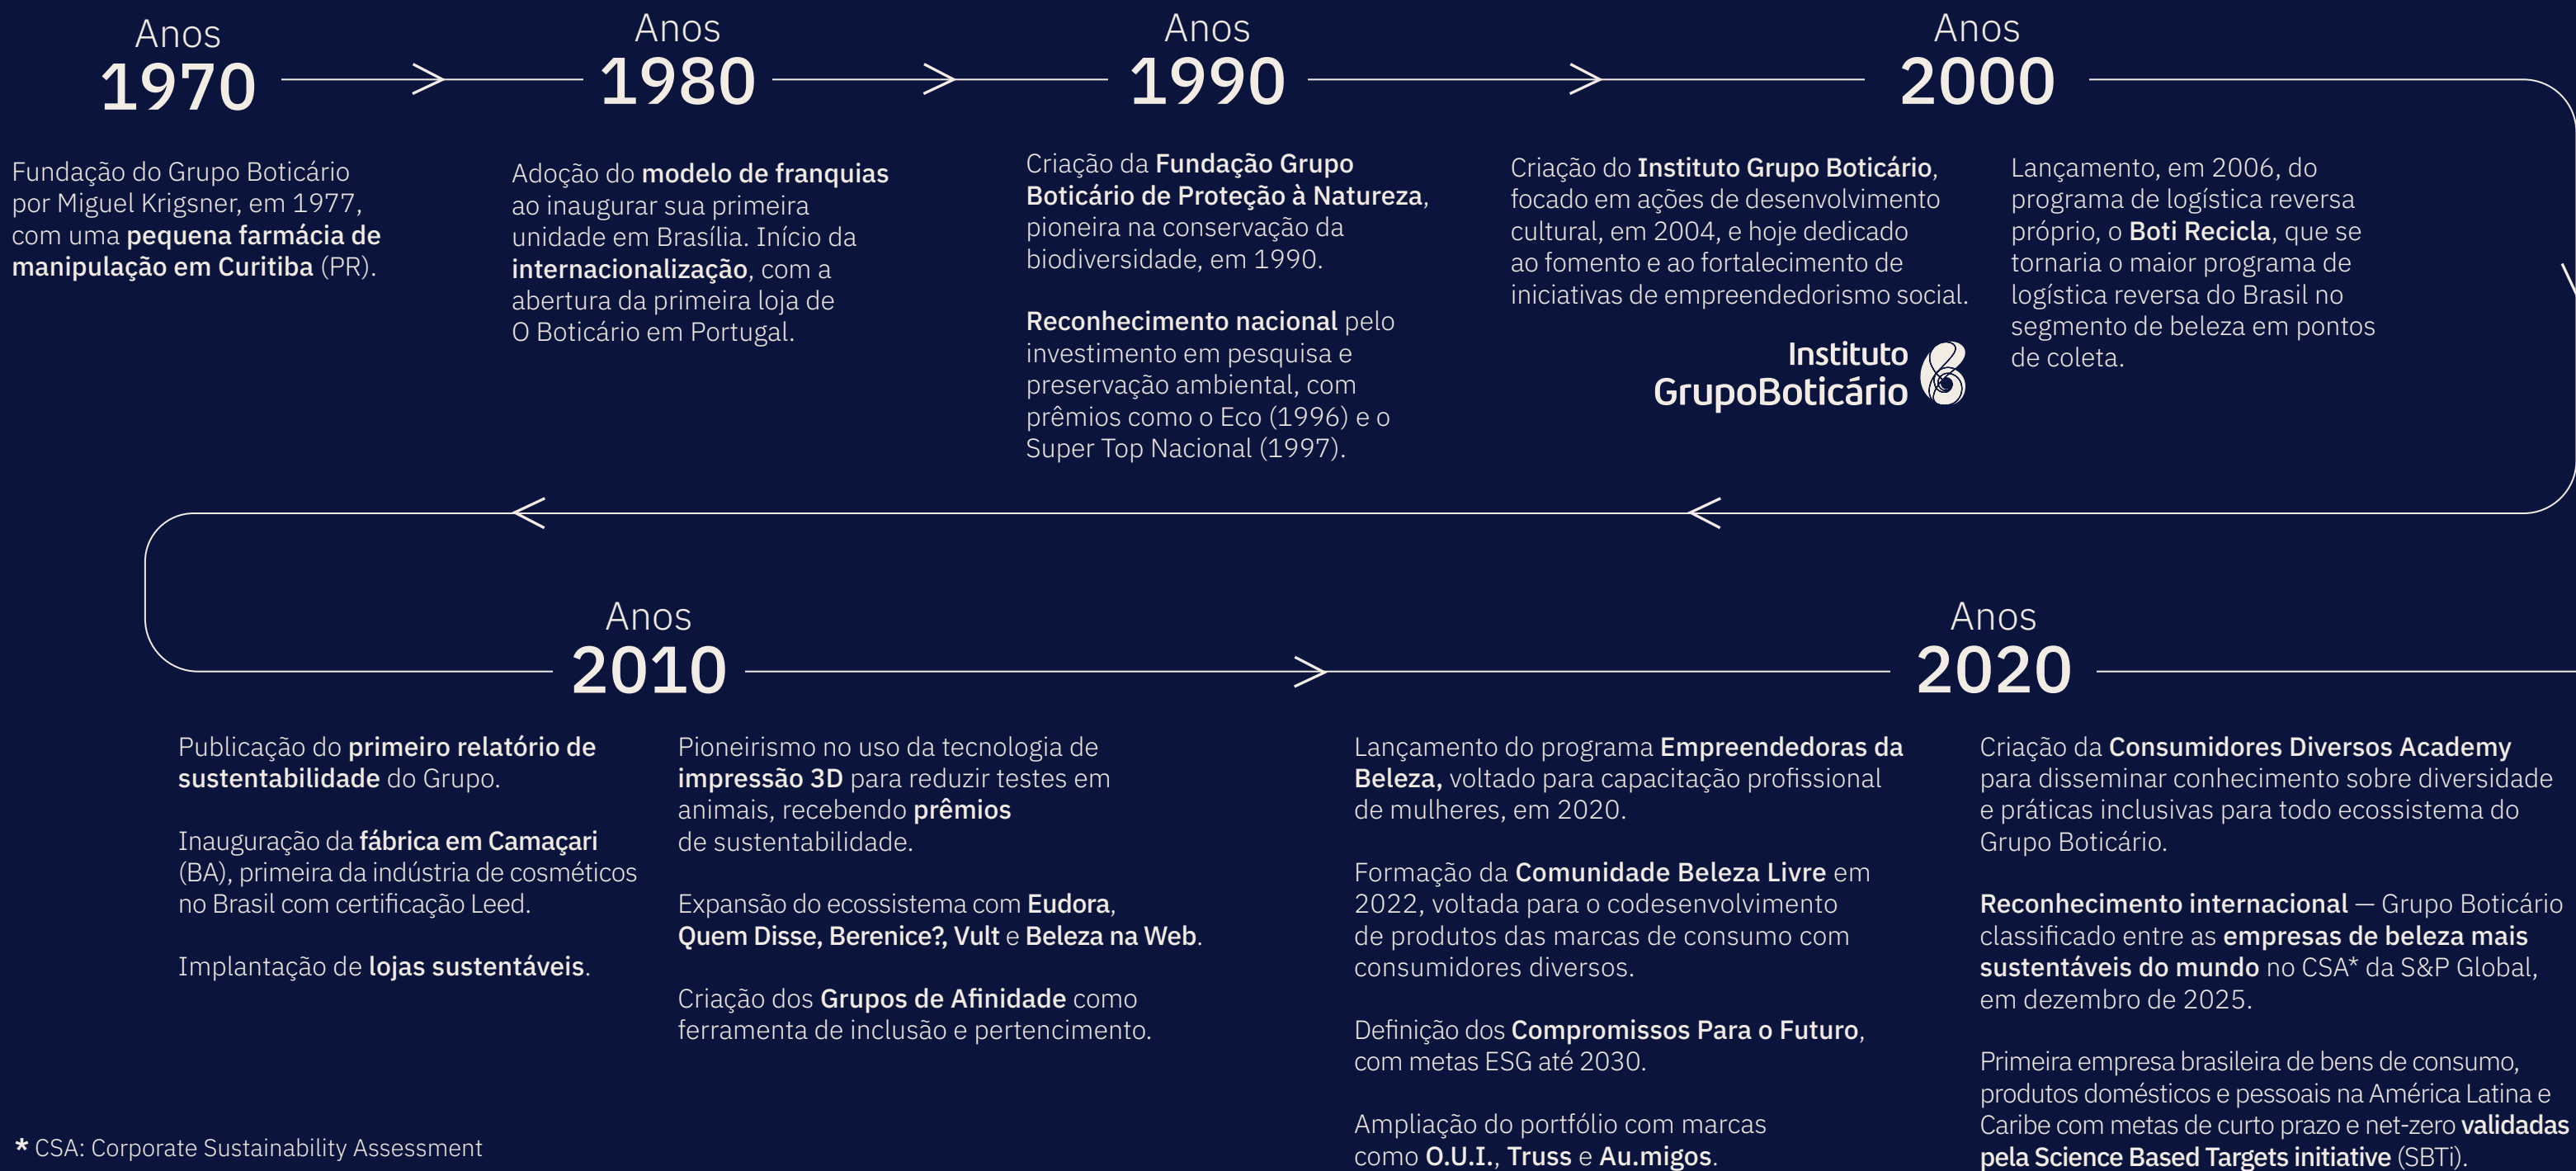 Anos
1970
Fundação do Grupo Boticário
por Miguel Krigsner, em 1977,
com uma pequena farmácia de
manipulação em Curitiba (PR).
Anos
1980
Adoção do modelo de franquias
ao inaugurar sua primeira
unidade em Brasília. Início da
internacionalização, com a
abertura da primeira loja de
O Boticário em Portugal.
Anos
1990
Criação da Fundação Grupo
Boticário de Proteção à Natureza,
pioneira na conservação da
biodiversidade, em 1990.
Reconhecimento nacional pelo
investimento em pesquisa e
preservação ambiental, com
prêmios como o Eco (1996) e o
Super Top Nacional (1997).
Anos
2000
Criação do Instituto Grupo Boticário,
focado em ações de desenvolvimento
cultural, em 2004, e hoje dedicado
ao fomento e ao fortalecimento de
iniciativas de empreendedorismo social.
Instituto
GrupoBoticário
Lançamento, em 2006, do
programa de logística reversa
próprio, o Boti Recicla, que se
tornaria o maior programa de
logística reversa do Brasil no
segmento de beleza em pontos
de coleta.
Anos
2010
Publicação do primeiro relatório de
sustentabilidade do Grupo.
Inauguração da fábrica em Camaçari
(BA), primeira da indústria de cosméticos
no Brasil com certificação Leed.
Implantação de lojas sustentáveis.
Pioneirismo no uso da tecnologia de
impressão 3D para reduzir testes em
animais, recebendo prêmios
de sustentabilidade.
Expansão do ecossistema com Eudora,
Quem Disse, Berenice?, Vult e Beleza na Web.
Criação dos Grupos de Afinidade como
ferramenta de inclusão e pertencimento.
Anos
2020
Lançamento do programa Empreendedoras da
Beleza, voltado para capacitação profissional
de mulheres, em 2020.
Formação da Comunidade Beleza Livre em
2022, voltada para o codesenvolvimento
de produtos das marcas de consumo com
consumidores diversos.
Definição dos Compromissos Para o Futuro,
com metas ESG até 2030.
Ampliação do portfólio com marcas
como O.U.I., Truss e Au.migos.
Criação da Consumidores Diversos Academy
para disseminar conhecimento sobre diversidade
e práticas inclusivas para todo ecossistema do
Grupo Boticário.
Reconhecimento internacional — Grupo Boticário
classificado entre as empresas de beleza mais
sustentáveis do mundo no CSA* da S&P Global,
em dezembro de 2025.
Primeira empresa brasileira de bens de consumo,
produtos domésticos e pessoais na América Latina e
Caribe com metas de curto prazo e net-zero validadas
pela Science Based Targets initiative (SBTi).
* CSA: Corporate Sustainability Assessment